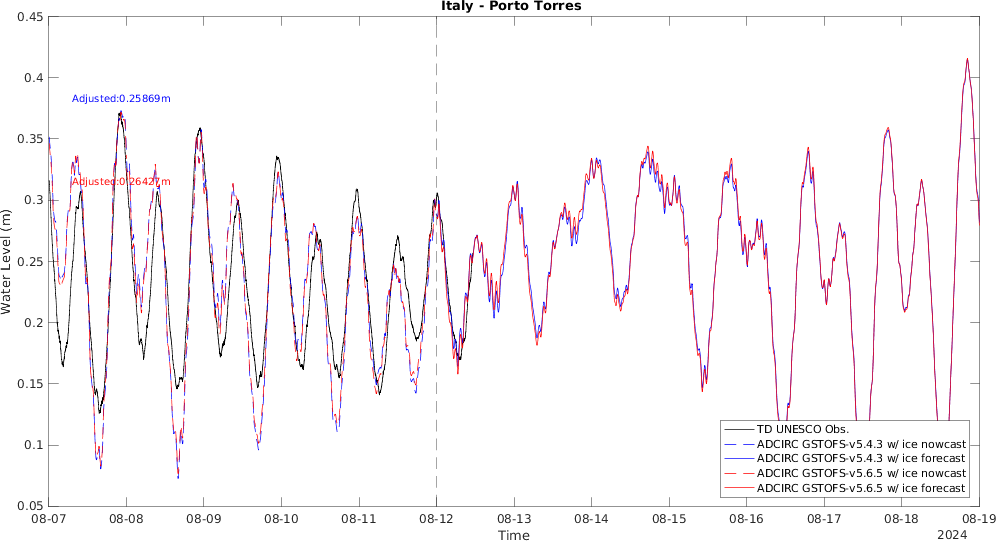 Italy - Porto Torres
Water Level (m)
0.45
0.4
0.35
0.3
0.25
0.2
0.15
0.1
0.05
Adjusted:0.25869m
Adjusted:0.26427m
TD UNESCO Obs.
ADCIRC GSTOFS-v5.4.3 w/ ice nowcast
ADCIRC GSTOFS-v5.4.3 w/ ice forecast
ADCIRC GSTOFS-v5.6.5 w/ ice nowcast
ADCIRC GSTOFS-v5.6.5 w/ ice forecast
08-07 08-08 08-09 08-10 08-11 08-12 08-13 08-14 08-15 08-16 08-17 08-18 08-19
Time
2024